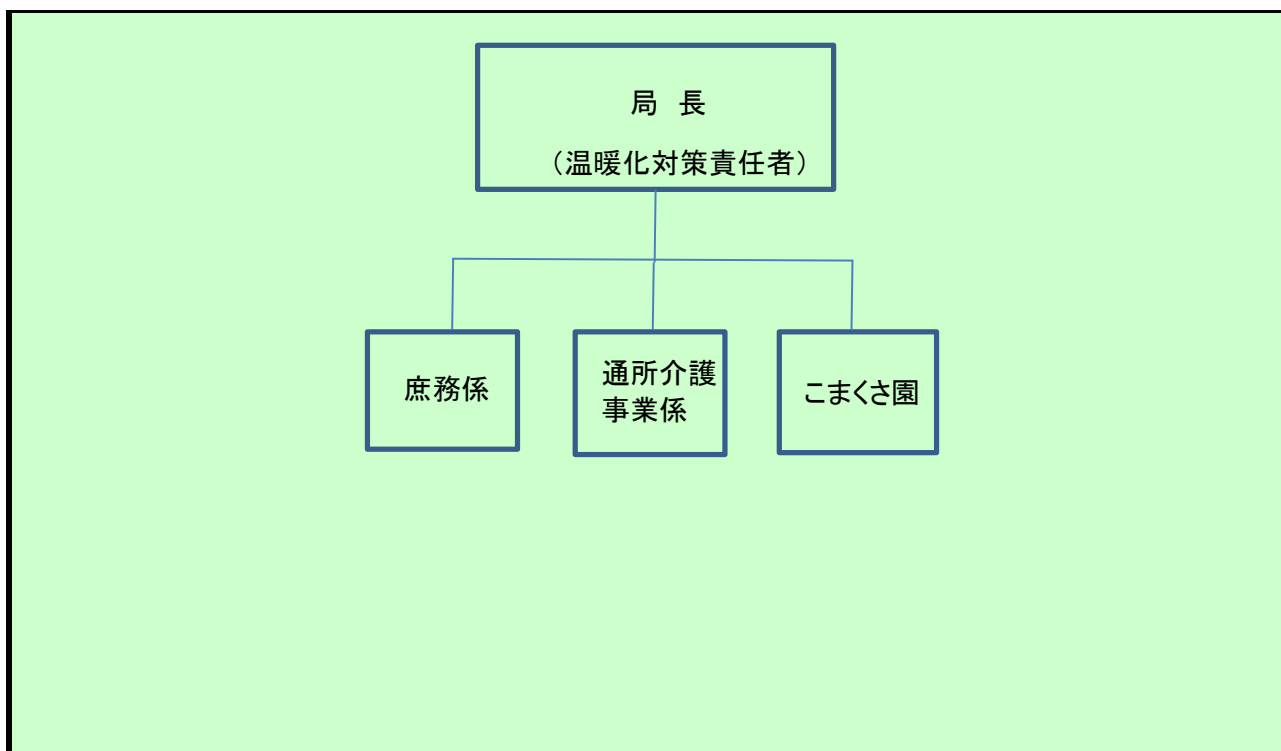 局 長
（温暖化対策責任者）
庶務係
通所介護
事業係
こまくさ園